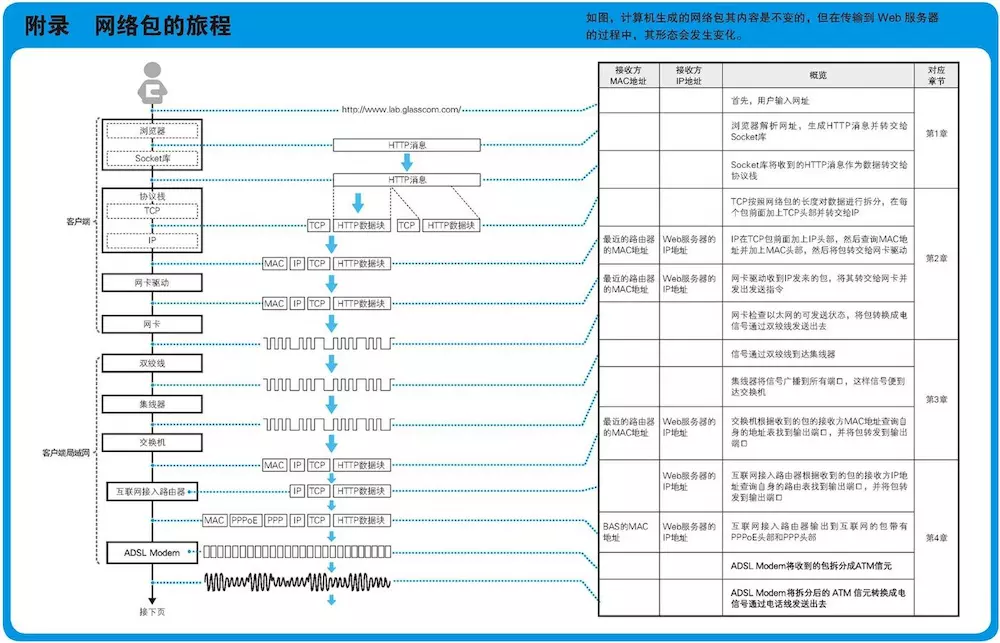 附录 网络包的旅程
如图，计算机生成的网络包其内容是不变的，但在传输到 Web 服务器
的过程中，其形态会发生变化。
接收方
MAC地址
接收方
IP地址
概览
对应
章节
http://www.lab.glasscom.com/
首先，用户输入网址
浏览器
Socket库
HTTP消息
浏览器解析网址，生成HTTP消息并转交给
Socket库
第1章
HTTP消息
Socket库将收到的HTTP消息作为数据转交给
协议栈
客户端
协议栈
TCP
IP
TCP HTTP数据块 TCP HTTP数据块
TCP按照网络包的长度对数据进行拆分，在每
个包前面加上TCP头部并转交给IP
MAC IP TCP HTTP数据块
最近的路由器
的MAC地址
Web服务器的
IP地址
IP在TCP包前面加上IP头部，然后查询MAC地
址并加上MAC头部，然后将包转交给网卡驱动
第2章
网卡驱动
MAC IP TCP HTTP数据块
最近的路由器
的MAC地址
Web服务器的
IP地址
网卡驱动收到IP发来的包，将其转交给网卡并
发出发送指令
网卡
网卡检查以太网的可发送状态，将包转换成电
信号通过双绞线发送出去
客户端局域网
双绞线
信号通过双绞线到达集线器
集线器
集线器将信号广播到所有端口，这样信号便到
达交换机
第3章
交换机
MAC IP TCP HTTP数据块
最近的路由器
的MAC地址
Web服务器的
IP地址
交换机根据收到的包的接收方MAC地址查询自
身的地址表找到输出端口，并将包转发到输出
端口
互联网接入路由器
IP TCP HTTP数据块
Web服务器的
IP地址
互联网接入路由器根据收到的包的接收方IP地
址查询自身的路由表找到输出端口，并将包转
发到输出端口
MAC PPPoE PPP IP TCP HTTP数据块
BAS的MAC
地址
Web服务器的
IP地址
互联网接入路由器输出到互联网的包带有
PPPoE头部和PPP头部
第4章
ADSL Modem
ADSL Modem将收到的包拆分成ATM信元
ADSL Modem将拆分后的 ATM 信元转换成电
信号通过电话线发送出去
接下页